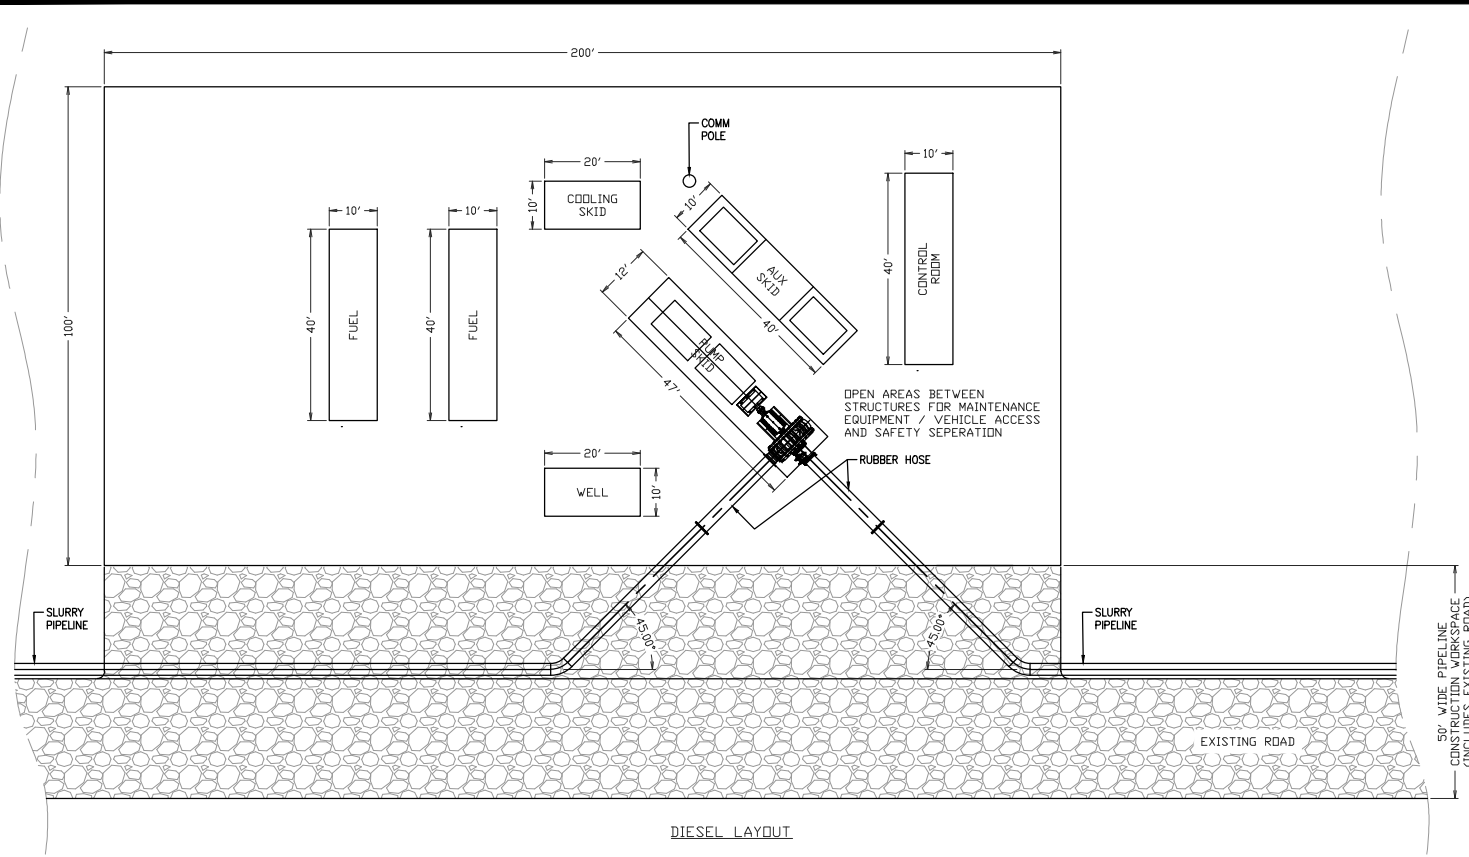 200'
COMM
POLE
10'
20'
10'
COOLING
SKID
10'
10'
10'
12'
AUX
SKID
40'
40'
CONTROL
ROOM
100'
40'
FUEL
40'
FUEL
PUMP
SKID
47'
OPEN AREAS BETWEEN
STRUCTURES FOR MAINTENANCE
EQUIPMENT / VEHICLE ACCESS
AND SAFETY SEPERATION
RUBBER HOSE
20'
WELL
10'
SLURRY
PIPELINE
45.00°
45.00°
SLURRY
PIPELINE
50' WIDE PIPELINE
CONSTRUCTION WORKSPACE
(INCLUDES EXISTING ROAD)
EXISTING ROAD
DIESEL LAYOUT